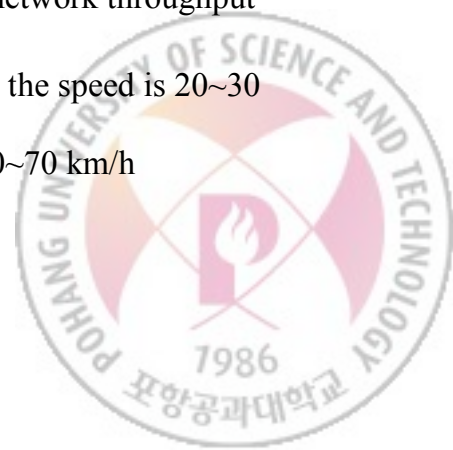 network throughput
the speed is 20~30
0~70 km/h
POHANG UNIVERSITY OF SCIENCE AND TECHNOLOGY
1986
포항공과대학교